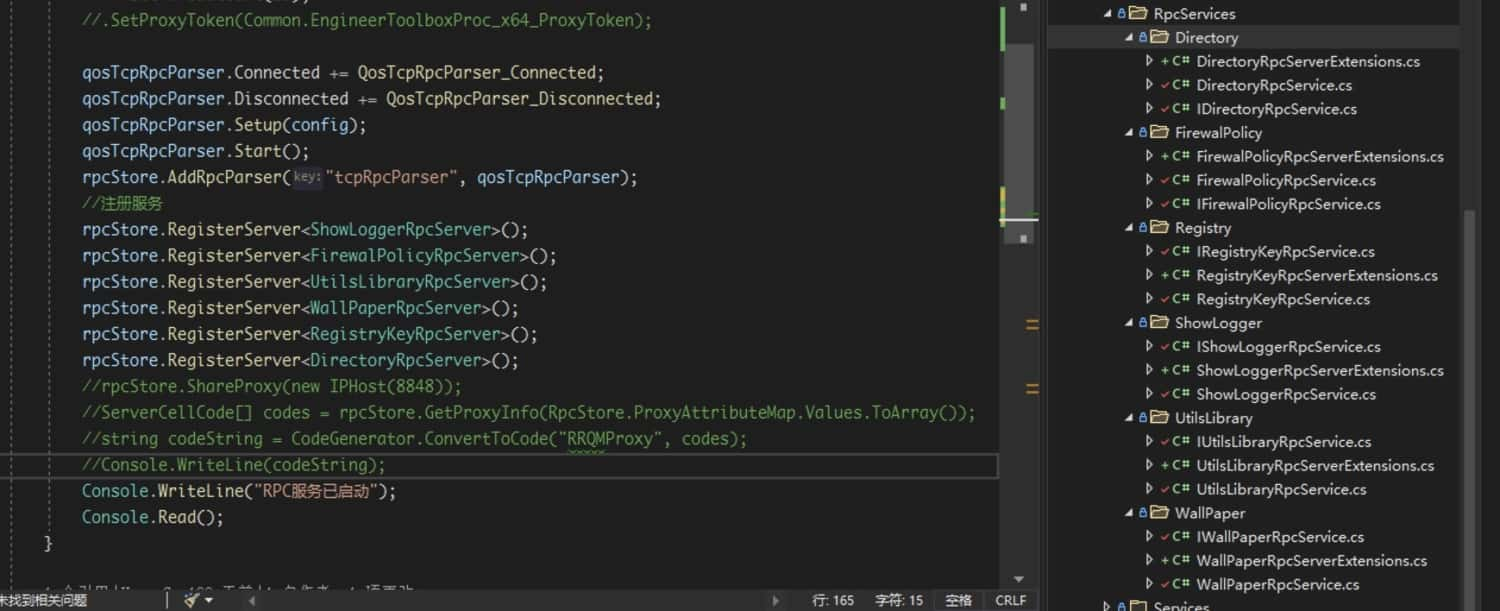 //.SetProxyToken(Common.EngineerToolboxProc_x64_ProxyToken);
qosTcpRpcParser.Connected += QosTcpRpcParser_Connected;
qosTcpRpcParser.Disconnected += QosTcpRpcParser_Disconnected;
qosTcpRpcParser.Setup(config);
qosTcpRpcParser.Start();
rpcStore.AddRpcParser(key:"tcpRpcParser", qosTcpRpcParser);
//注册服务
rpcStore.RegisterServer<ShowLoggerRpcServer>();
rpcStore.RegisterServer<FirewalPolicyRpcServer>();
rpcStore.RegisterServer<UtilsLibraryRpcServer>();
rpcStore.RegisterServer<WallPaperRpcServer>();
rpcStore.RegisterServer<RegistryKeyRpcServer>();
rpcStore.RegisterServer<DirectoryRpcServer>();
//rpcStore.ShareProxy(new IPHost(8848));
//ServerCellCode[] codes = rpcStore.GetProxyInfo(RpcStore.ProxyAttributeMap.Values.ToArray());
//string codeString = CodeGenerator.ConvertToCode("RRQMProxy", codes);
//Console.WriteLine(codeString);
Console.WriteLine("RPC服务已启动");
Console.Read();
}
未找到相关问题
行: 165 字符: 15 空格 CRLF
RpcServices
Directory
C# DirectoryRpcServerExtensions.cs
C# DirectoryRpcService.cs
C# IDirectoryRpcService.cs
FirewalPolicy
C# FirewalPolicyRpcServerExtensions.cs
C# FirewalPolicyRpcService.cs
C# IFirewalPolicyRpcService.cs
Registry
C# IRegistryKeyRpcService.cs
C# RegistryKeyRpcServerExtensions.cs
C# RegistryKeyRpcService.cs
ShowLogger
C# IShowLoggerRpcService.cs
C# ShowLoggerRpcServerExtensions.cs
C# ShowLoggerRpcService.cs
UtilsLibrary
C# IUtilsLibraryRpcService.cs
C# UtilsLibraryRpcServerExtensions.cs
C# UtilsLibraryRpcService.cs
WallPaper
C# IWallPaperRpcService.cs
C# WallPaperRpcServerExtensions.cs
C# WallPaperRpcService.cs
Services